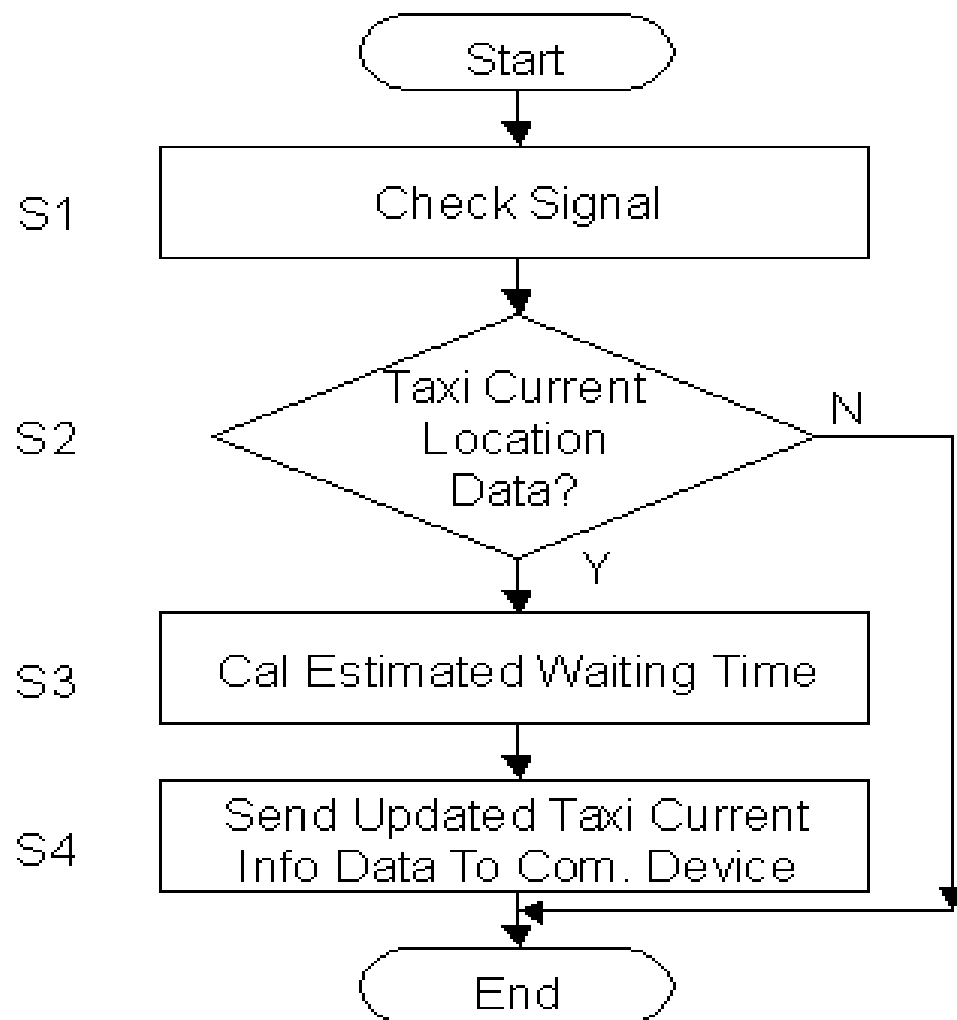 Start
S1
Check Signal
S2
Taxi Current
Location
Data?
N
Y
S3
Cal Estimated Waiting Time
S4
Send Updated Taxi Current
Info Data To Com. Device
End